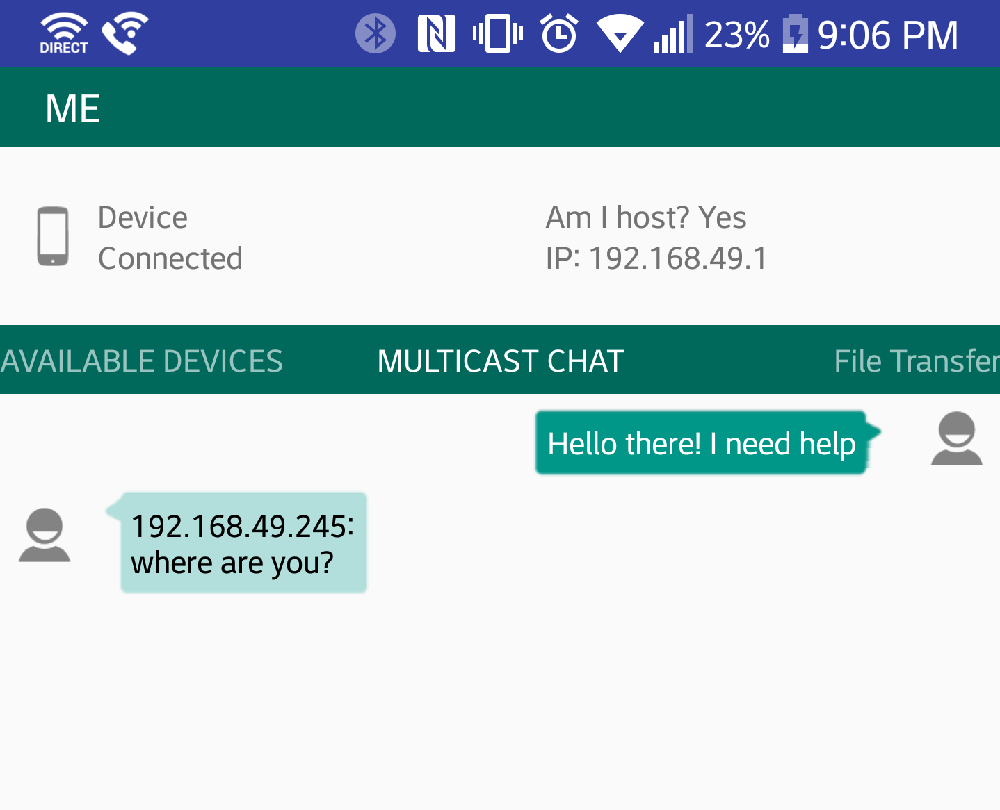 DIRECT 23% 9:06 PM
ME
Device Am I host? Yes
Connected IP: 192.168.49.1
AVAILABLE DEVICES MULTICAST CHAT File Transfer
Hello there! I need help
192.168.49.245:
where are you?